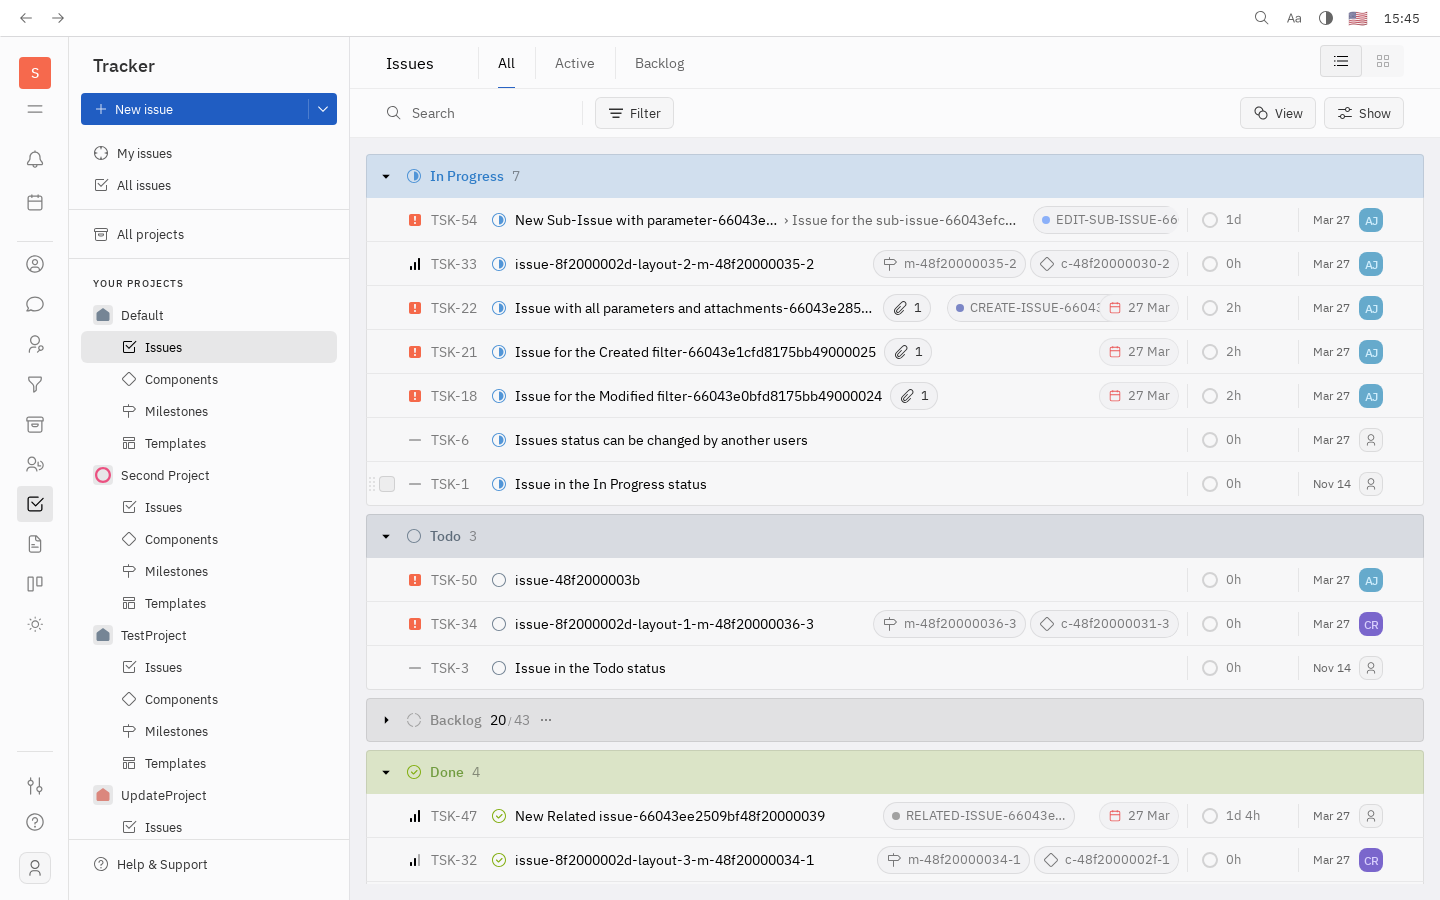 Aa
15:45
S
Tracker
New issue
My issues
All issues
All projects
YOUR PROJECTS
Default
Issues
Components
Milestones
Templates
Second Project
Issues
Components
Milestones
Templates
TestProject
Issues
Components
Milestones
Templates
UpdateProject
Issues
Help & Support
Issues
All
Active
Backlog
Search
Filter
View
Show
In Progress 7
TSK-54 New Sub-Issue with parameter-66043e... › Issue for the sub-issue-66043efc... EDIT-SUB-ISSUE-66 1d Mar 27 AJ
TSK-33 issue-8f2000002d-layout-2-m-48f20000035-2 m-48f20000035-2 c-48f20000030-2 0h Mar 27 AJ
TSK-22 Issue with all parameters and attachments-66043e285... 1 CREATE-ISSUE-66043 27 Mar 2h Mar 27 AJ
TSK-21 Issue for the Created filter-66043e1cfd8175bb49000025 1 27 Mar 2h Mar 27 AJ
TSK-18 Issue for the Modified filter-66043e0bfd8175bb49000024 1 27 Mar 2h Mar 27 AJ
TSK-6 Issues status can be changed by another users 0h Mar 27
TSK-1 Issue in the In Progress status 0h Nov 14
Todo 3
TSK-50 issue-48f2000003b 0h Mar 27 AJ
TSK-34 issue-8f2000002d-layout-1-m-48f20000036-3 m-48f20000036-3 c-48f20000031-3 0h Mar 27 CR
TSK-3 Issue in the Todo status 0h Nov 14
Backlog 20/43 ...
Done 4
TSK-47 New Related issue-66043ee2509bf48f20000039 RELATED-ISSUE-66043e... 27 Mar 1d 4h Mar 27
TSK-32 issue-8f2000002d-layout-3-m-48f20000034-1 m-48f20000034-1 c-48f2000002f-1 0h Mar 27 CR